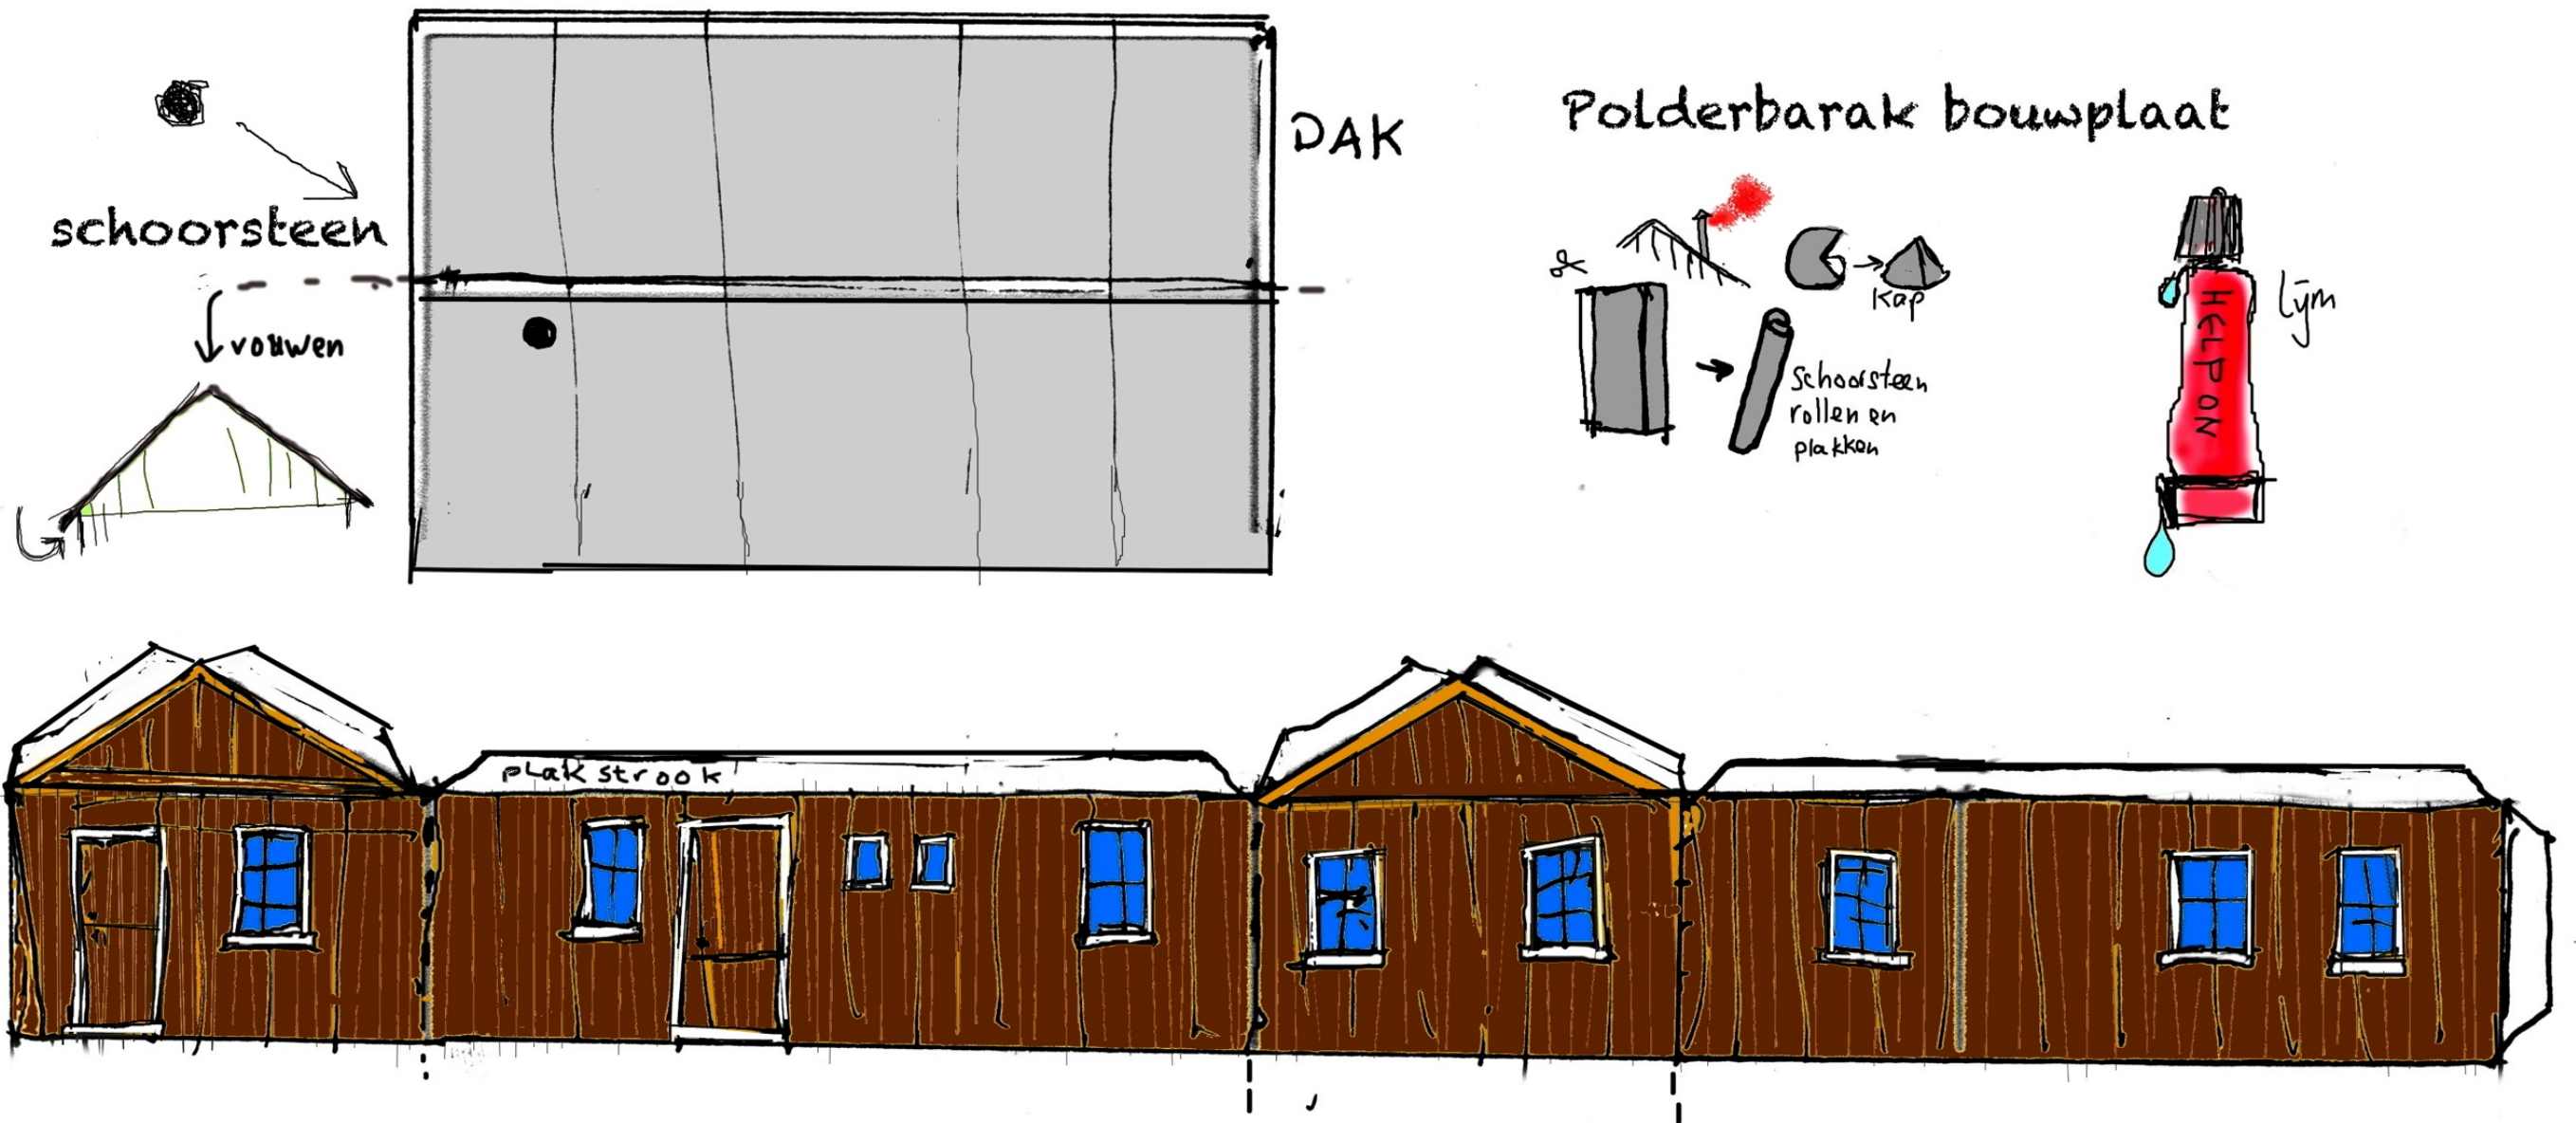 Polderbarak bouwplaat
DAK
schoorsteen
vouwen
Kap
Schoorsteen
rollen en
plakken
HELPON
lijm
plak strook